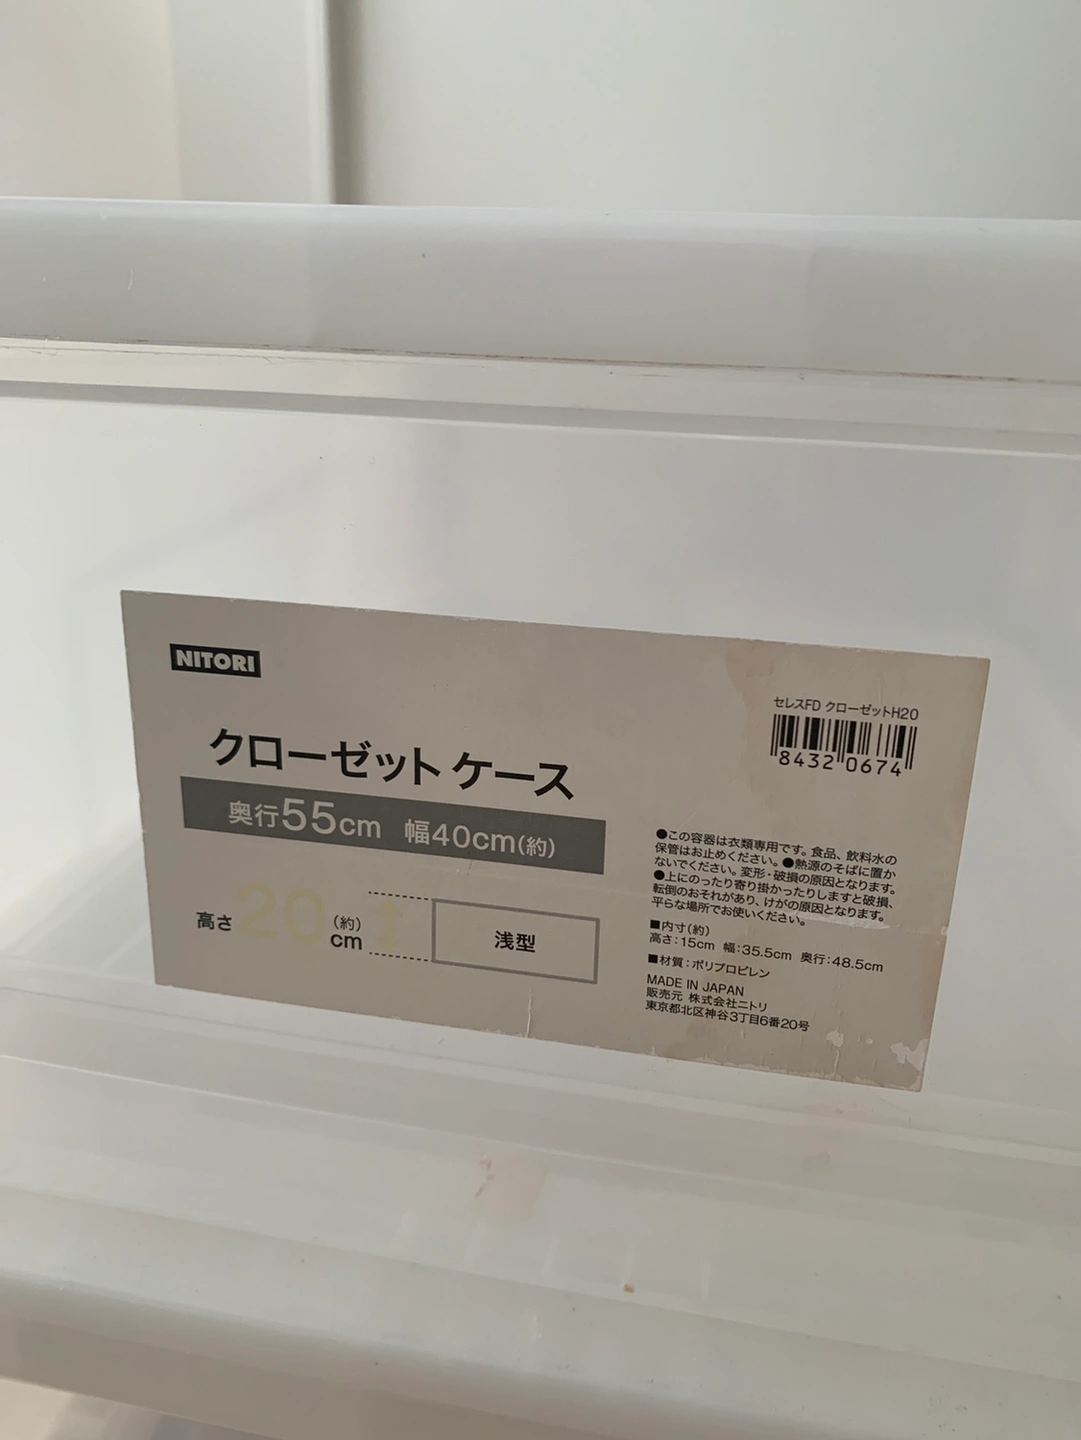 NITORI
クローゼット ケース
奥行55cm 幅40cm(約)
高さ20(約)cm
浅型
セレスFD クローゼットH20
8432 0674
●この容器は衣類専用です。食品、飲料水の
保管はお止めください。●熱源のそばに置か
ないでください。変形・破損の原因となります。
●上にのったり寄り掛かったりしますと破損、
転倒のおそれがあり、けがの原因となります。
平らな場所でお使いください。
■内寸(約)
高さ:15cm 幅:35.5cm 奥行:48.5cm
■材質:ポリプロピレン
MADE IN JAPAN
販売元 株式会社ニトリ
東京都北区神谷3丁目6番20号